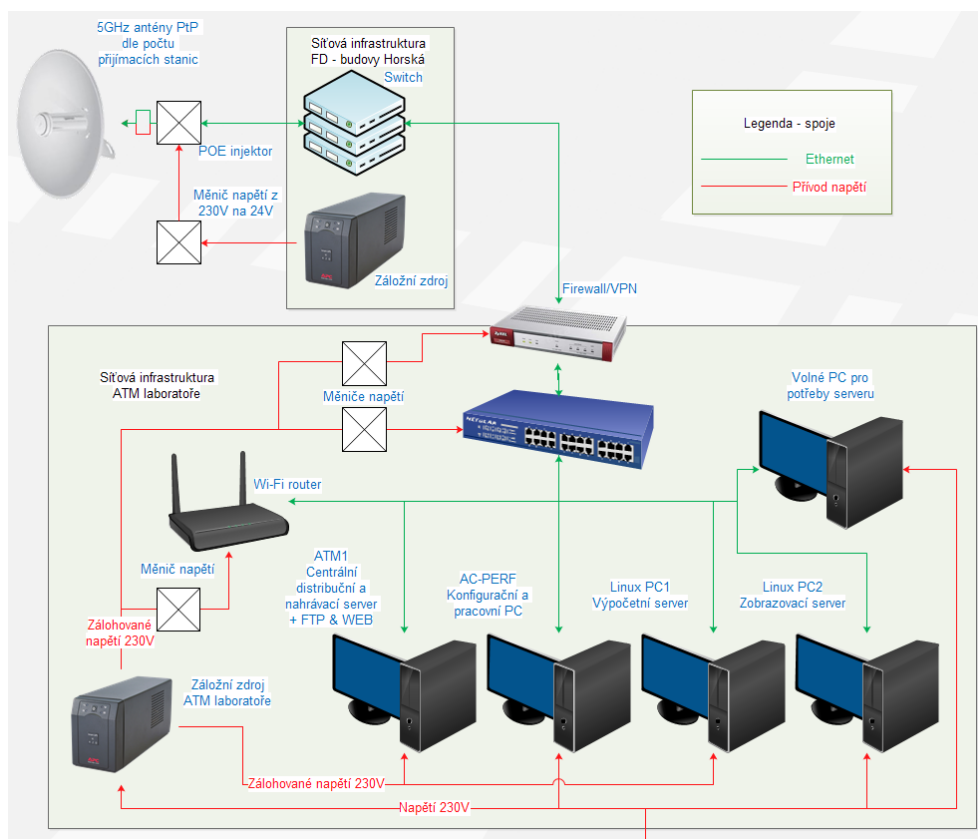 5GHz antény PtP
dle počtu
přijímacích stanic
Síťová infrastruktura
FD - budovy Horská
Switch
POE injektor
Měnič napětí z
230V na 24V
Záložní zdroj
Legenda - spoje
Ethernet
Přívod napětí
Firewall/VPN
Síťová infrastruktura
ATM laboratoře
Měniče napětí
Volné PC pro
potřeby serveru
Wi-Fi router
Měnič napětí
ATM1
Centrální
distribuční a
nahrávací server
+ FTP & WEB
AC-PERF
Konfigurační a
pracovní PC
Linux PC1
Výpočetní server
Linux PC2
Zobrazovací server
Zálohované
napětí 230V
Záložní zdroj
ATM laboratoře
Zálohované napětí 230V
Napětí 230V